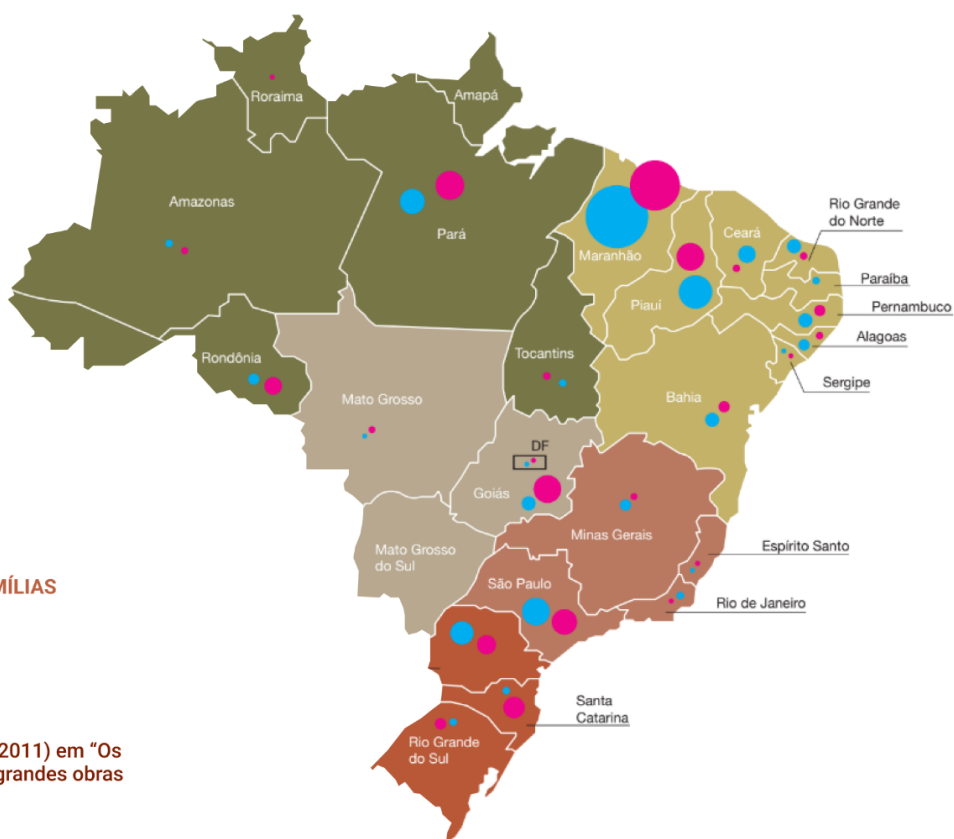 Roraima
Amapá
Amazonas
Pará
Maranhão
Ceará
Rio Grande
do Norte
Piauí
Paraíba
Pernambuco
Alagoas
Sergipe
Rondônia
Tocantins
Mato Grosso
Bahia
DF
Goiás
Minas Gerais
Mato Grosso
do Sul
Espírito Santo
São Paulo
Rio de Janeiro
MÍLIAS
Santa
Catarina
Rio Grande
do Sul
2011) em “Os
grandes obras